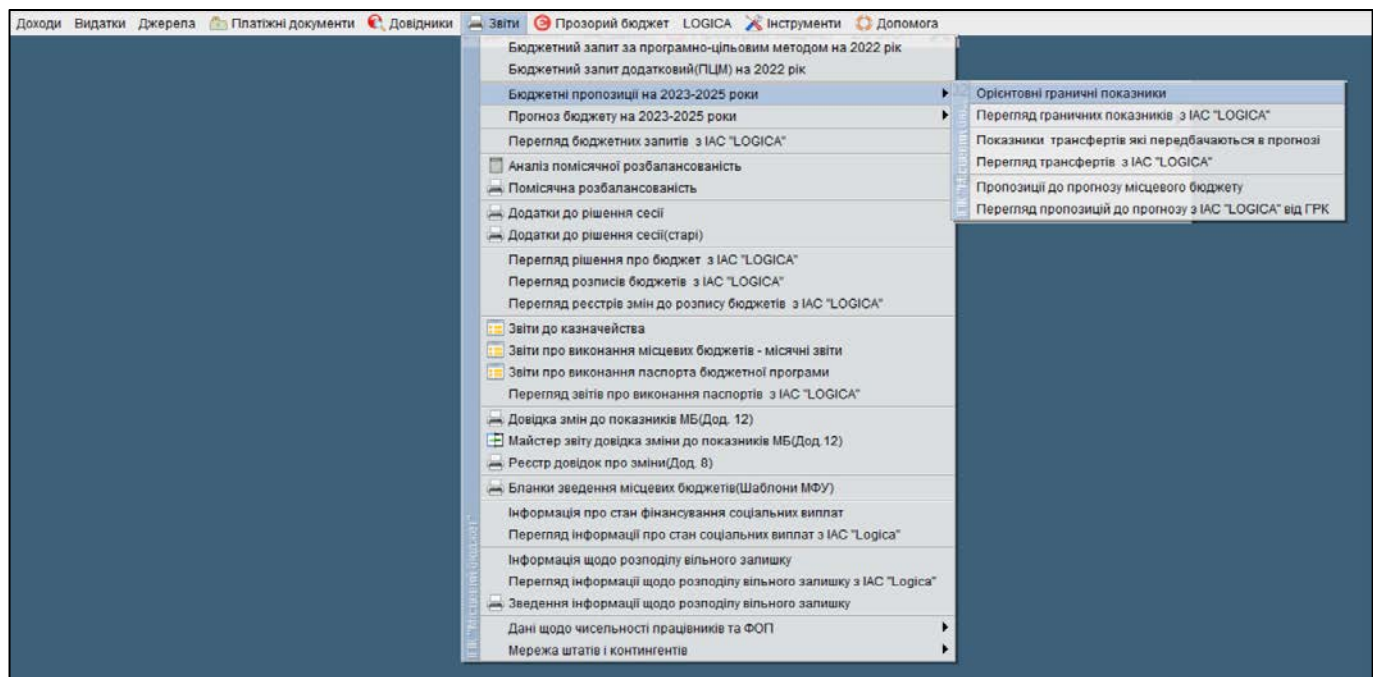 Доходи Видатки Джерела Платіжні документи Довідники Звіти Прозорий бюджет LOGICA Інструменти Допомога
Бюджетний запит за програмно-цільовим методом на 2022 рік
Бюджетний запит додатковий(ПЦМ) на 2022 рік
Бюджетні пропозиції на 2023-2025 роки
Прогноз бюджету на 2023-2025 роки
Перегляд бюджетних запитів з ІАС "LOGICA"
Аналіз помісячної розбалансованість
Помісячна розбалансованість
Додатки до рішення сесії
Додатки до рішення сесії(старі)
Перегляд рішення про бюджет з ІАС "LOGICA"
Перегляд розписів бюджетів з ІАС "LOGICA"
Перегляд реєстрів змін до розпису бюджетів з ІАС "LOGICA"
Звіти до казначейства
Звіти про виконання місцевих бюджетів - місячні звіти
Звіти про виконання паспорта бюджетної програми
Перегляд звітів про виконання паспортів з ІАС "LOGICA"
Довідка змін до показників МБ(Дод. 12)
Майстер звіту довідка зміни до показників МБ(Дод.12)
Реєстр довідок про зміни(Дод. 8)
Бланки зведення місцевих бюджетів(Шаблони МФУ)
Інформація про стан фінансування соціальних виплат
Перегляд інформації про стан соціальних виплат з ІАС "Logica"
Інформація щодо розподілу вільного залишку
Перегляд інформації щодо розподілу вільного залишку з ІАС "Logica"
Зведення інформації щодо розподілу вільного залишку
Дані щодо чисельності працівників та ФОП
Мережа штатів і контингентів
ІПК "Місцевий бюджет"
Орієнтовні граничні показники
Перегляд граничних показників з ІАС "LOGICA"
Показники трансфертів які передбачаються в прогнозі
Перегляд трансфертів з ІАС "LOGICA"
Пропозиції до прогнозу місцевого бюджету
Перегляд пропозицій до прогнозу з ІАС "LOGICA" від ГРК